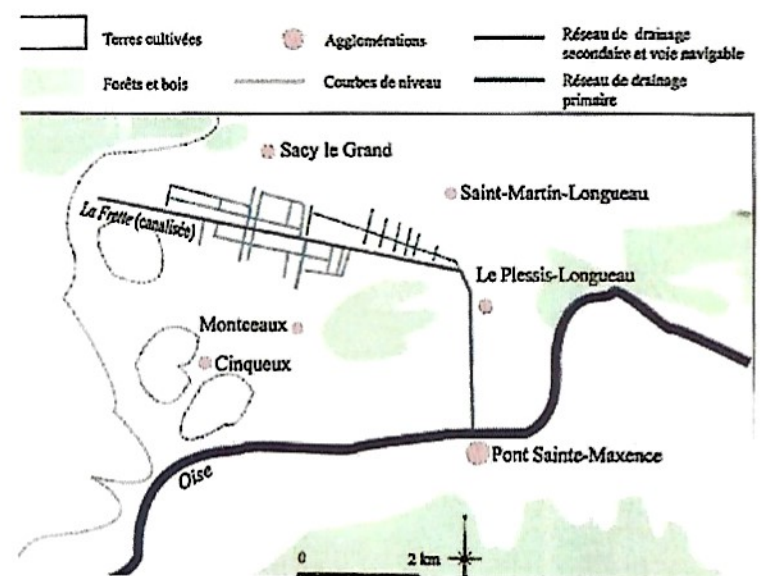 Terres cultivées
Agglomérations
Réseau de drainage
secondaire et voie navigable
Forêts et bois
Courbes de niveau
Réseau de drainage
primaire
Sacy le Grand
Saint-Martin-Longueau
La Frette (canalisée)
Le Plessis-Longueau
Montceaux
Cinqueux
Pont Sainte-Maxence
Oise
0
2 km